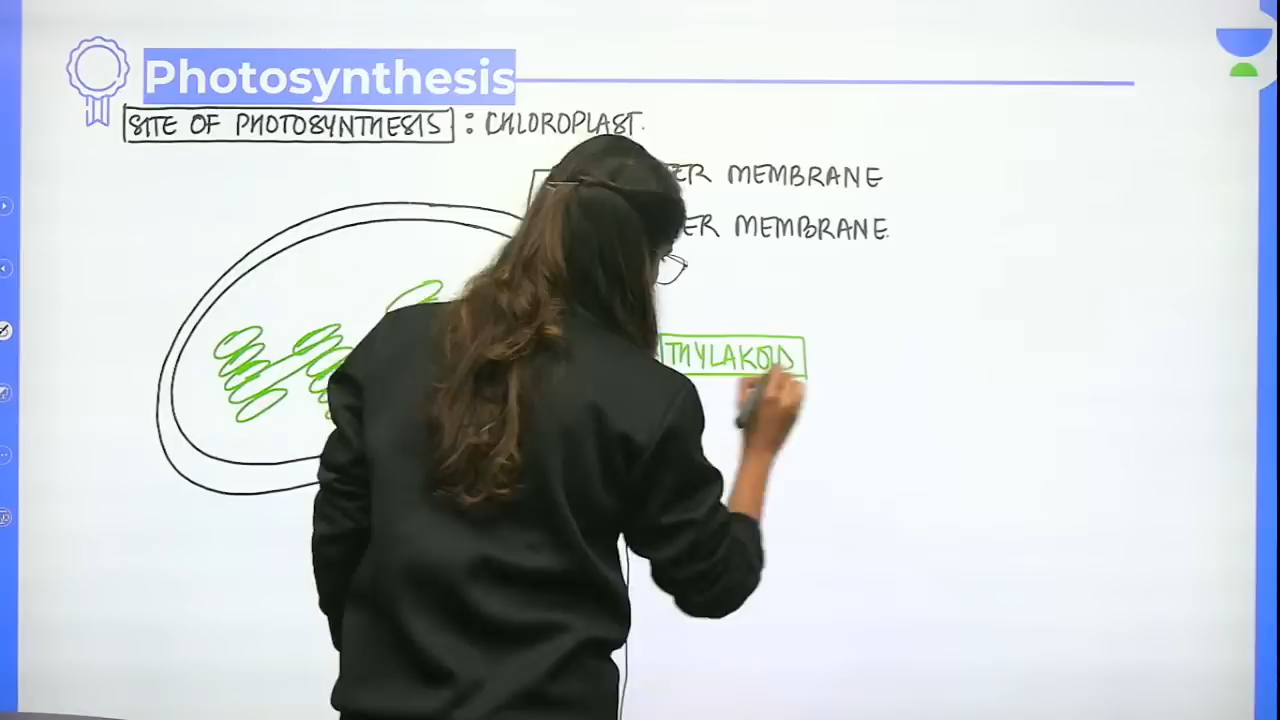 Photosynthesis
SITE OF PHOTOSYNTHESIS : CHLOROPLAST.
MEMBRANE
MEMBRANE.
THYLAKOID